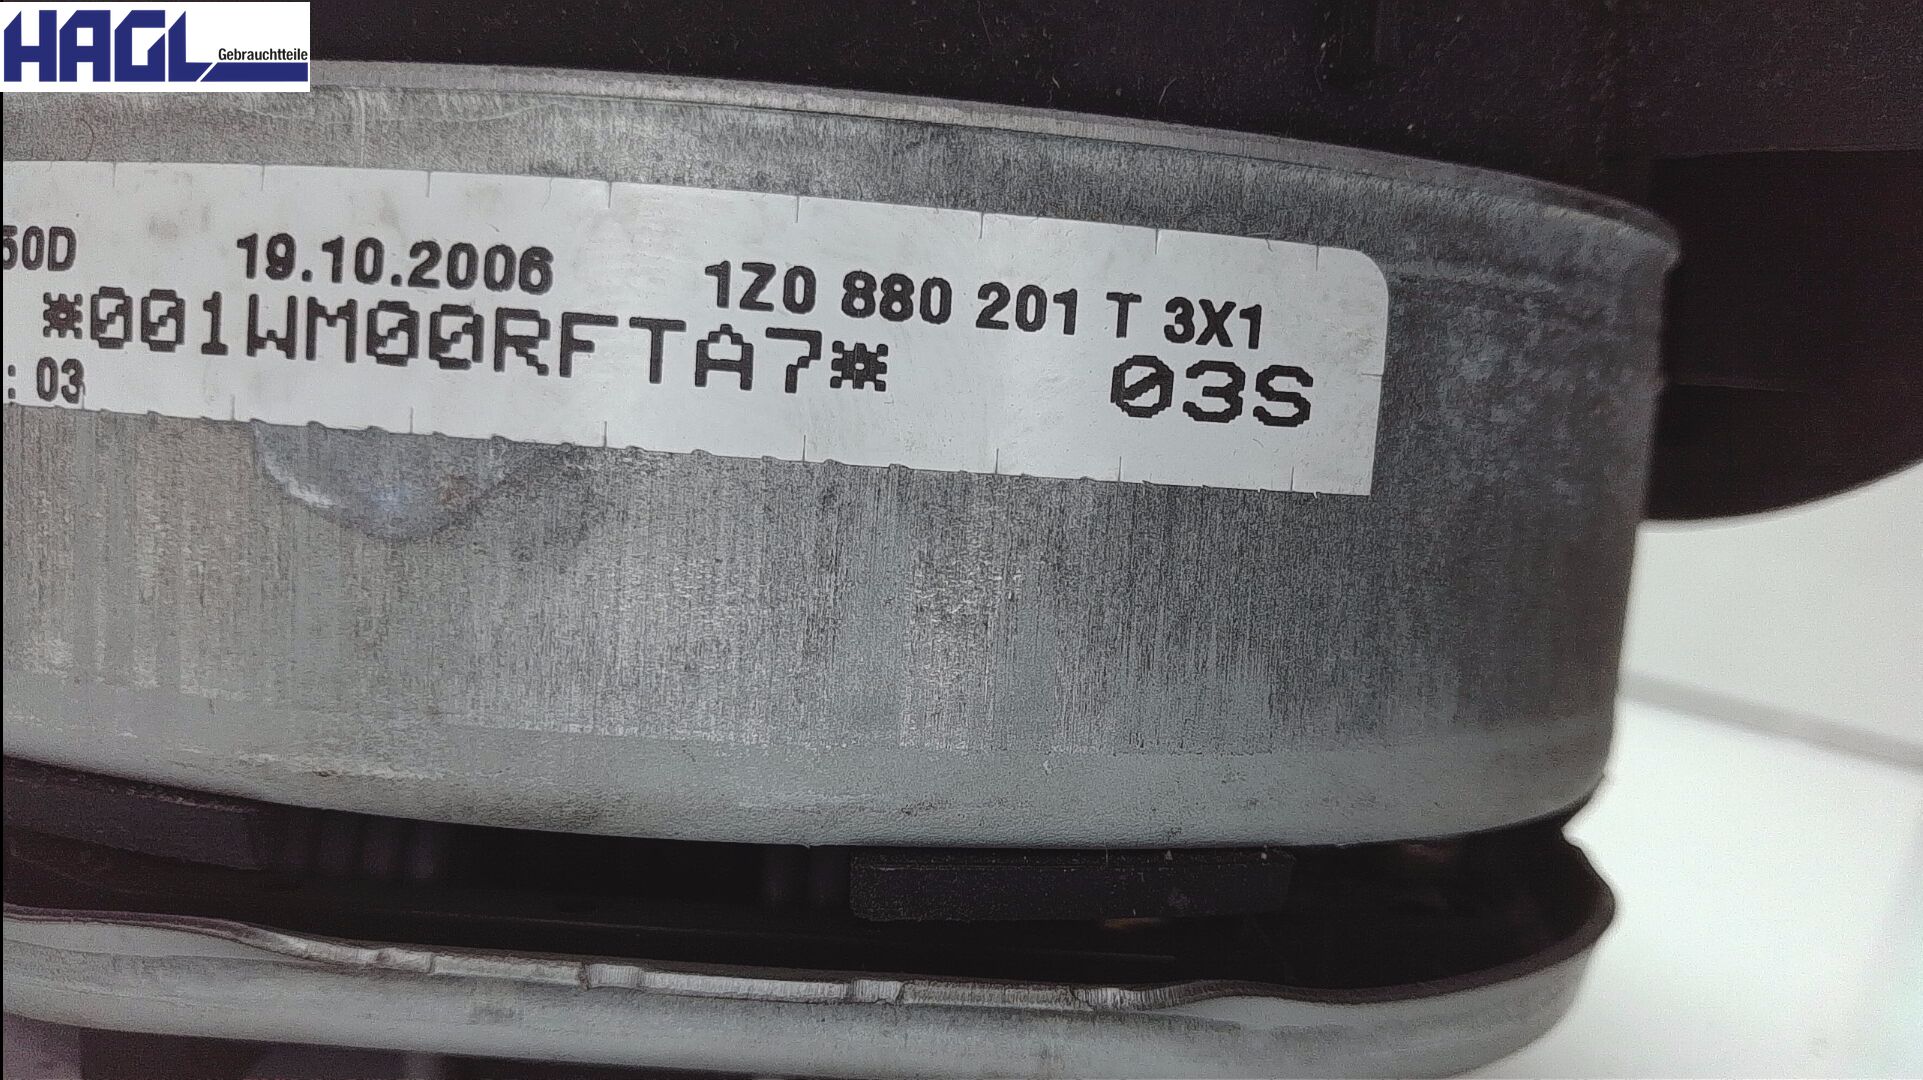 HAGL
Gebrauchtteile
50D 19.10.2006 1Z0 880 201 T 3X1
*001WM00RFTA7*
: 03 03S